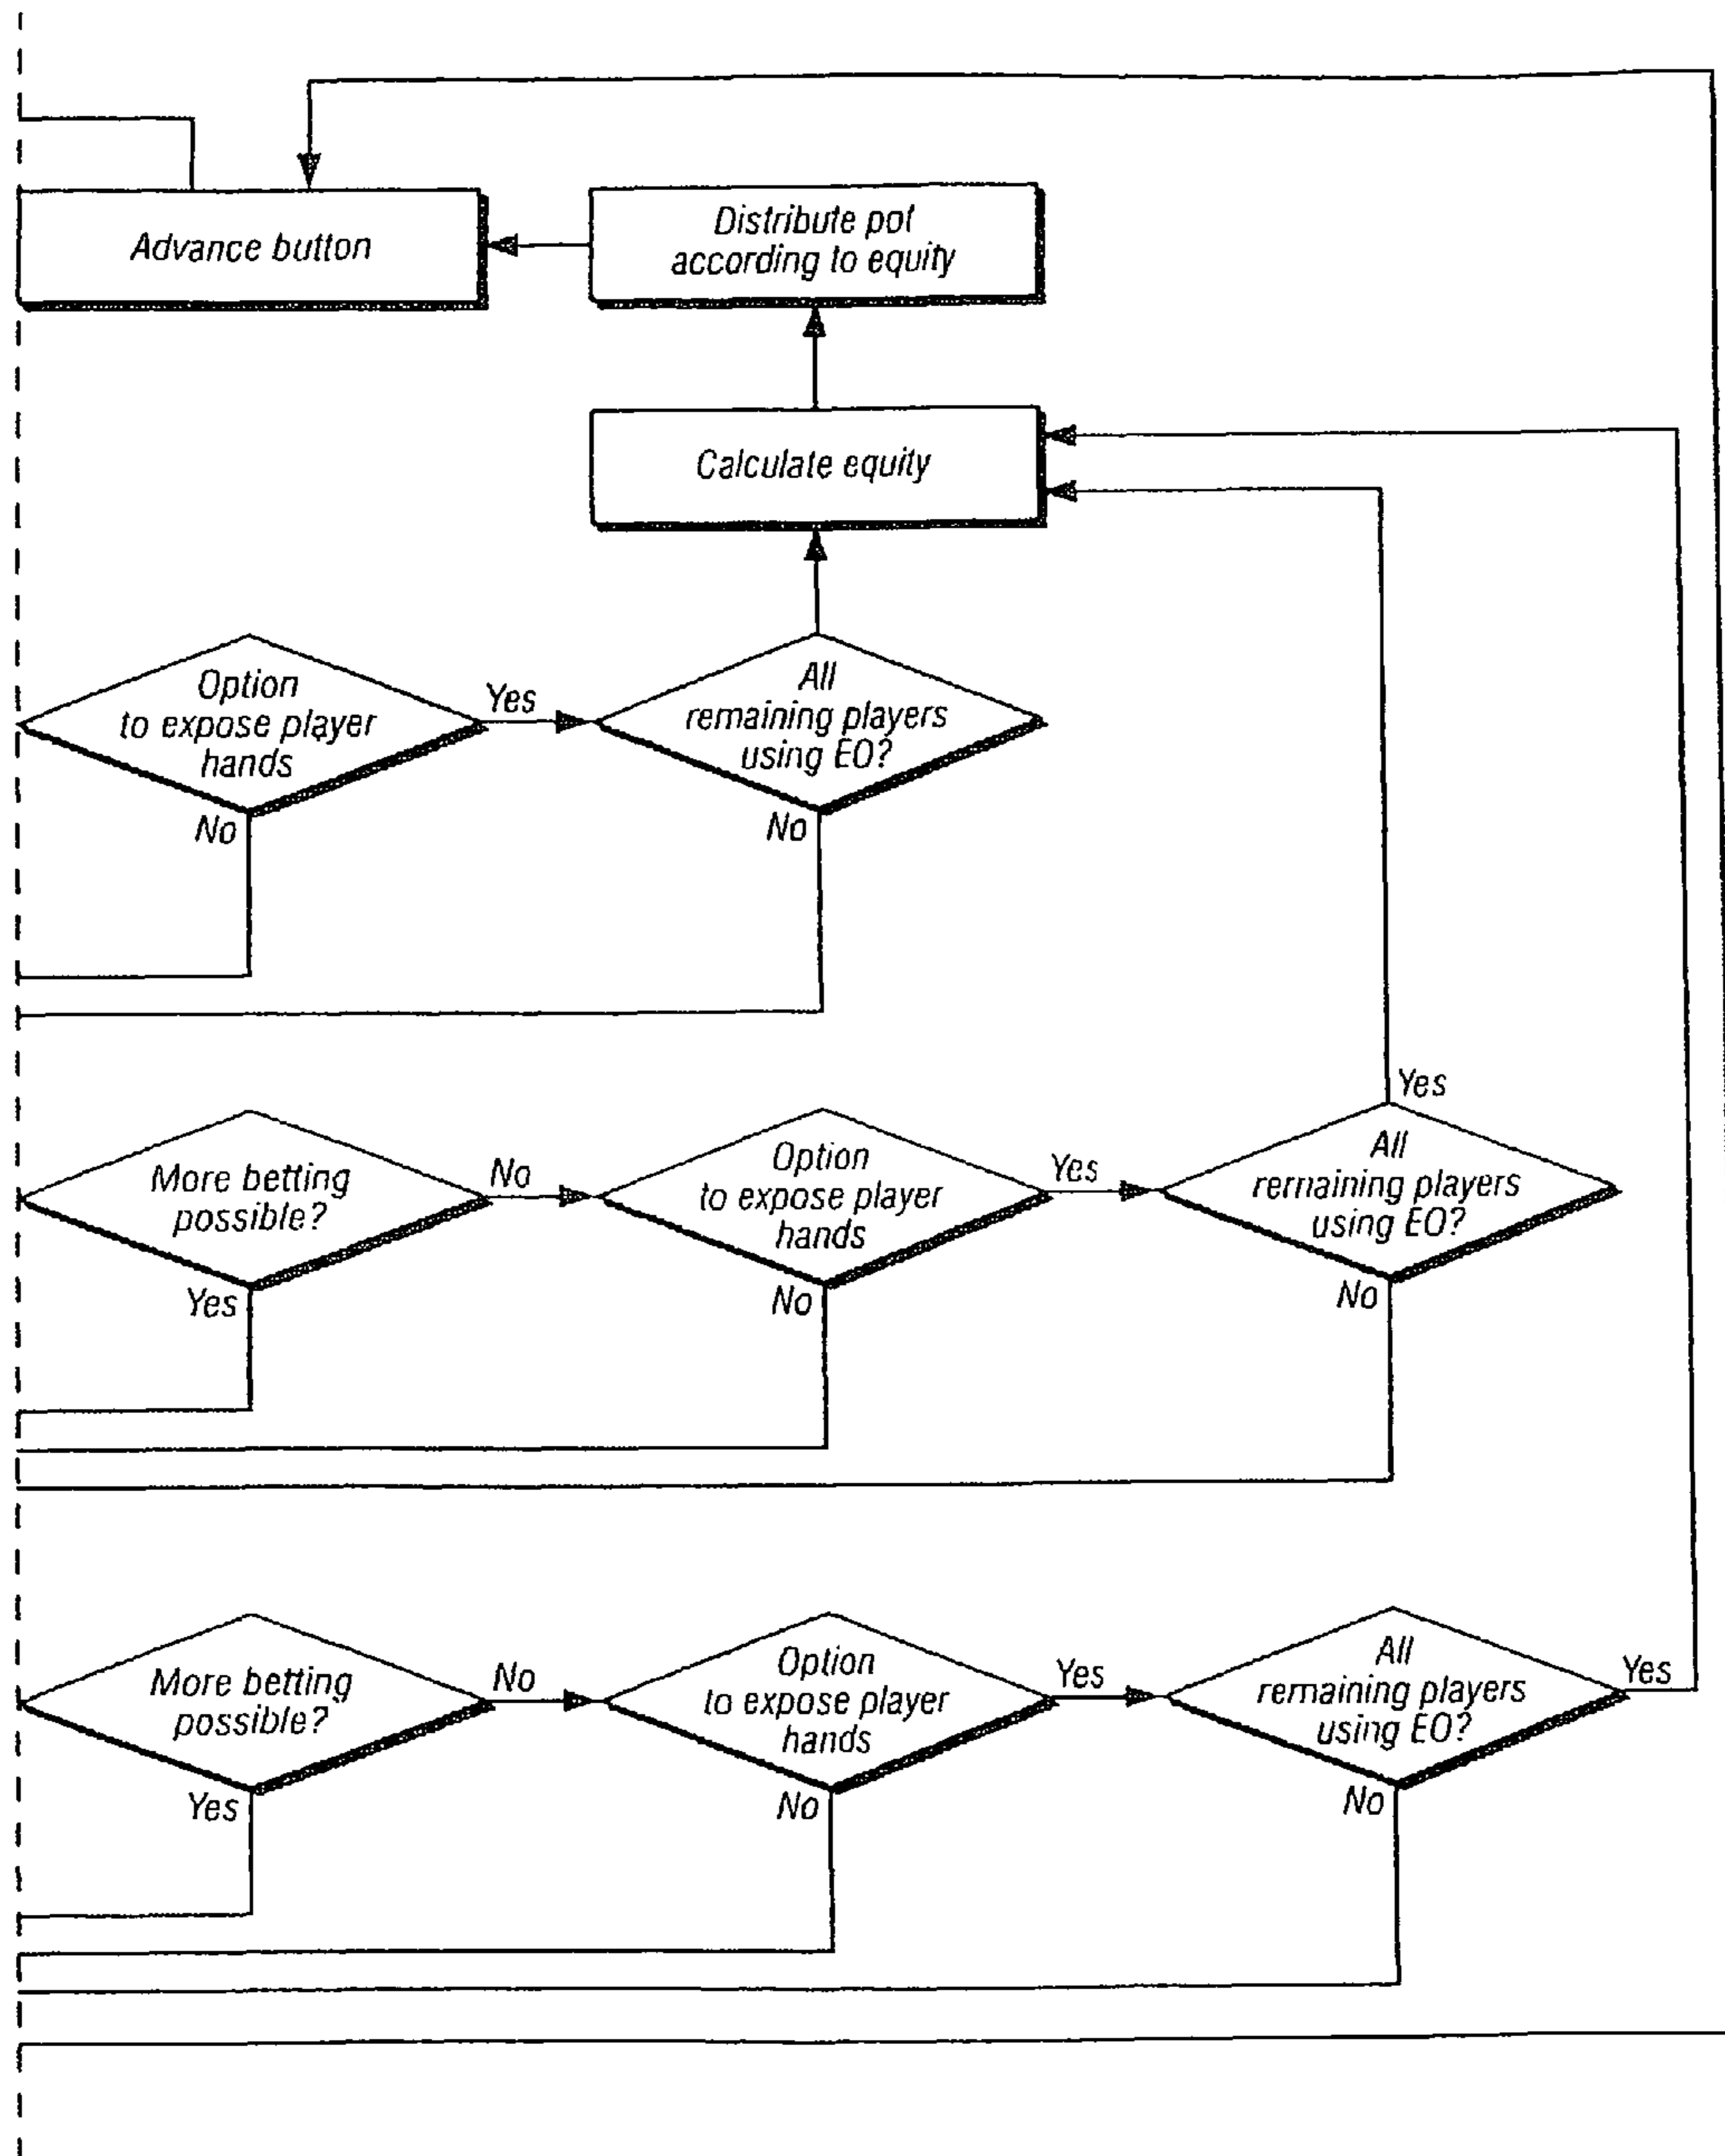 Advance button
Distribute pot
according to equity
Calculate equity
Option
to expose player
hands
Yes
All
remaining players
using EO?
No
No
Yes
More betting
possible?
No
Option
to expose player
hands
Yes
All
remaining players
using EO?
Yes
No
No
More betting
possible?
No
Option
to expose player
hands
Yes
All
remaining players
using EO?
Yes
Yes
No
No